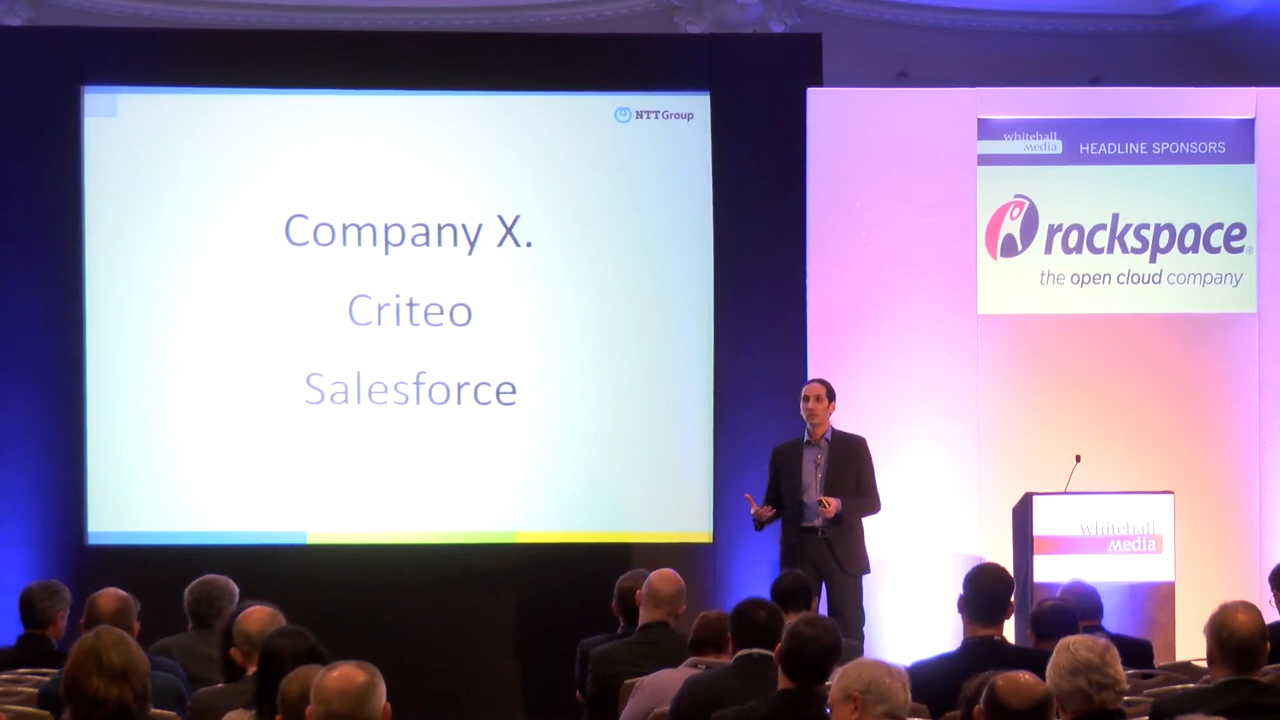 NTT Group
Company X.
Criteo
Salesforce
whitehall
media
HEADLINE SPONSORS
rackspace®
the open cloud company
whitehall
media